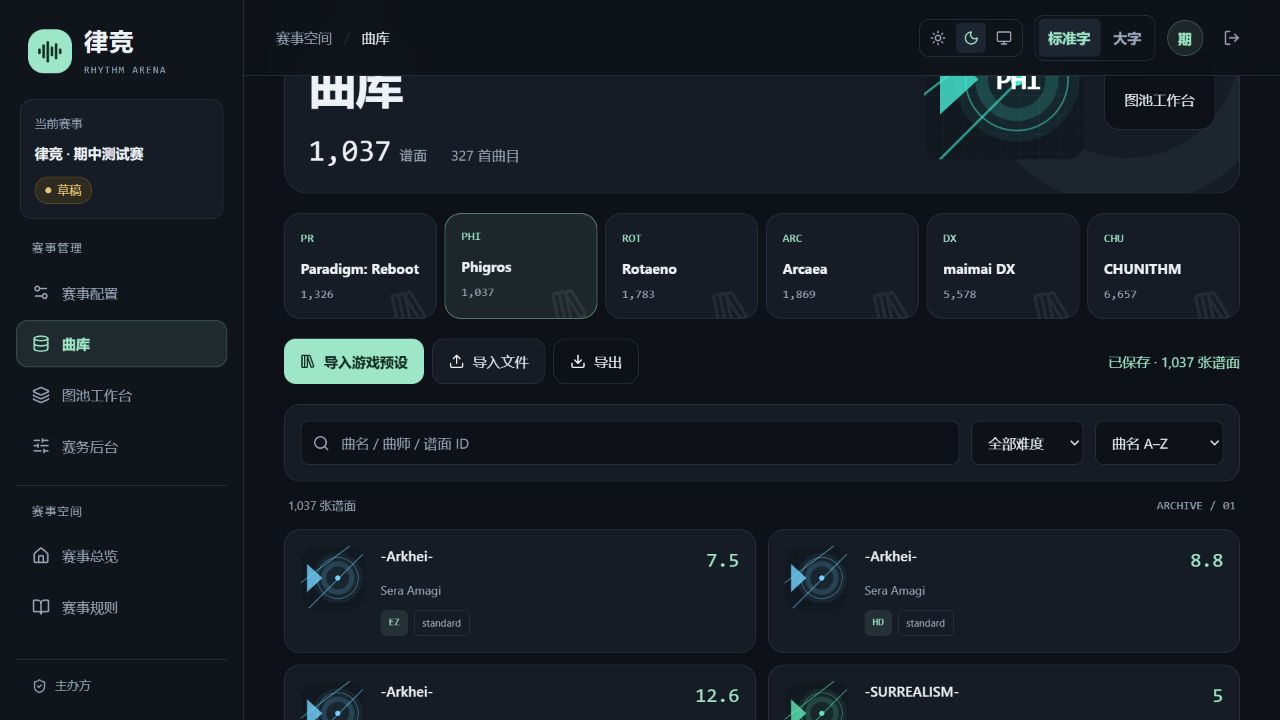 律竞
RHYTHM ARENA
当前赛事
律竞 · 期中测试赛
草稿
赛事管理
赛事配置
曲库
图池工作台
赛务后台
赛事空间
赛事总览
赛事规则
主办方
赛事空间 / 曲库
标准字 大字 期
曲库
1,037 谱面 327 首曲目
PHI
图池工作台
PR
Paradigm: Reboot
1,326
PHI
Phigros
1,037
ROT
Rotaeno
1,783
ARC
Arcaea
1,869
DX
maimai DX
5,578
CHU
CHUNITHM
6,657
导入游戏预设 导入文件 导出
已保存 · 1,037 张谱面
曲名 / 曲师 / 谱面 ID
全部难度
曲名 A–Z
1,037 张谱面
ARCHIVE / 01
-Arkhei-
7.5
Sera Amagi
EZ standard
-Arkhei-
8.8
Sera Amagi
HD standard
-Arkhei-
12.6
-SURREALISM-
5